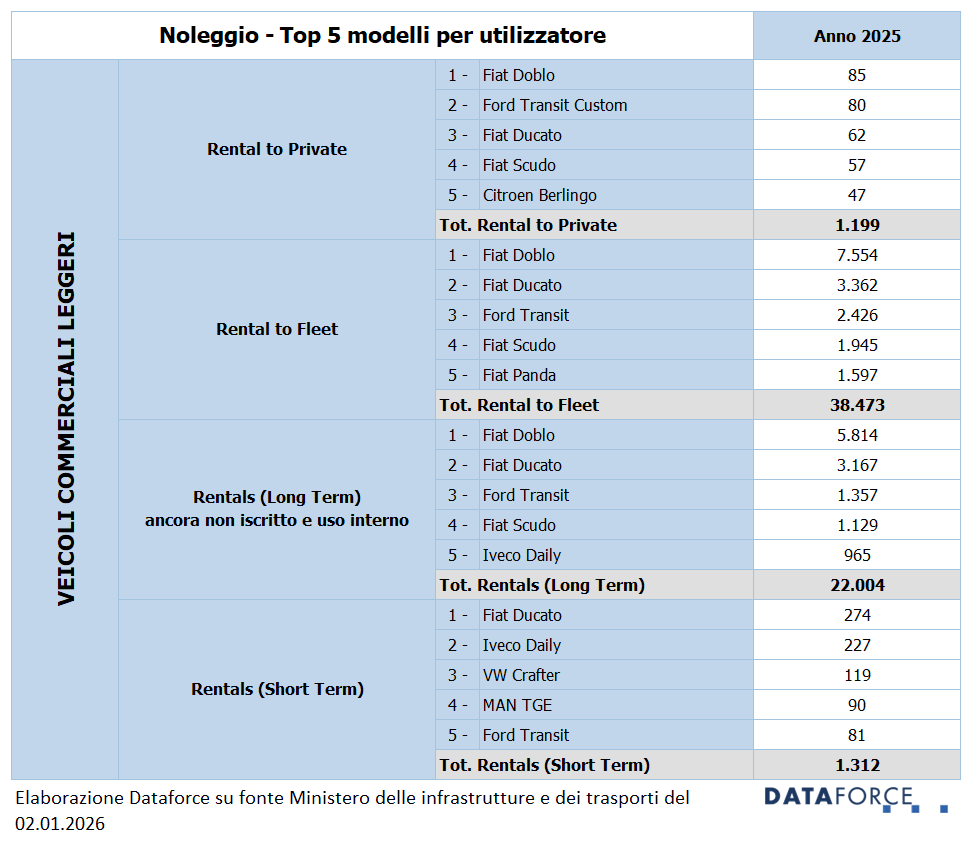 Noleggio - Top 5 modelli per utilizzatore Anno 2025
VEICOLI COMMERCIALI LEGGERI
Rental to Private
1 - Fiat Doblo 85
2 - Ford Transit Custom 80
3 - Fiat Ducato 62
4 - Fiat Scudo 57
5 - Citroen Berlingo 47
Tot. Rental to Private 1.199
Rental to Fleet
1 - Fiat Doblo 7.554
2 - Fiat Ducato 3.362
3 - Ford Transit 2.426
4 - Fiat Scudo 1.945
5 - Fiat Panda 1.597
Tot. Rental to Fleet 38.473
Rentals (Long Term)
ancora non iscritto e uso interno
1 - Fiat Doblo 5.814
2 - Fiat Ducato 3.167
3 - Ford Transit 1.357
4 - Fiat Scudo 1.129
5 - Iveco Daily 965
Tot. Rentals (Long Term) 22.004
Rentals (Short Term)
1 - Fiat Ducato 274
2 - Iveco Daily 227
3 - VW Crafter 119
4 - MAN TGE 90
5 - Ford Transit 81
Tot. Rentals (Short Term) 1.312
Elaborazione Dataforce su fonte Ministero delle infrastrutture e dei trasporti del
02.01.2026
DATAFORCE